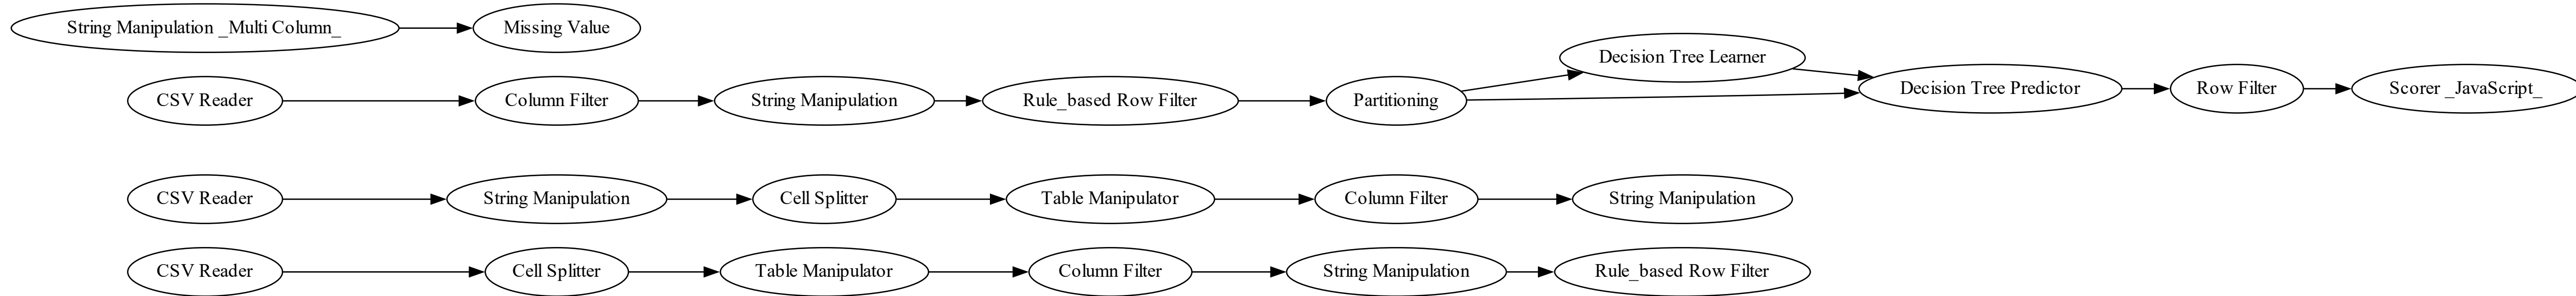 String Manipulation _Multi Column_
Missing Value
CSV Reader
Column Filter
String Manipulation
Rule_based Row Filter
Partitioning
Decision Tree Learner
Decision Tree Predictor
Row Filter
Scorer _JavaScript_
CSV Reader
String Manipulation
Cell Splitter
Table Manipulator
Column Filter
String Manipulation
CSV Reader
Cell Splitter
Table Manipulator
Column Filter
String Manipulation
Rule_based Row Filter